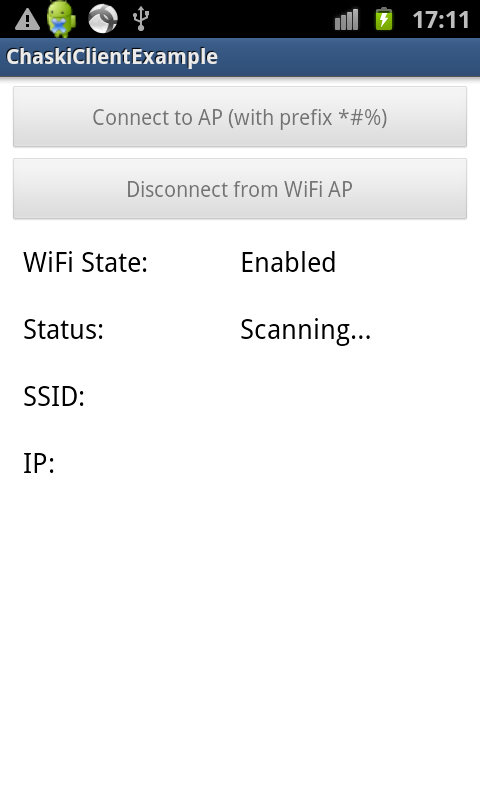 17:11
ChaskiClientExample
Connect to AP (with prefix *#%)
Disconnect from WiFi AP
WiFi State: Enabled
Status: Scanning...
SSID:
IP: